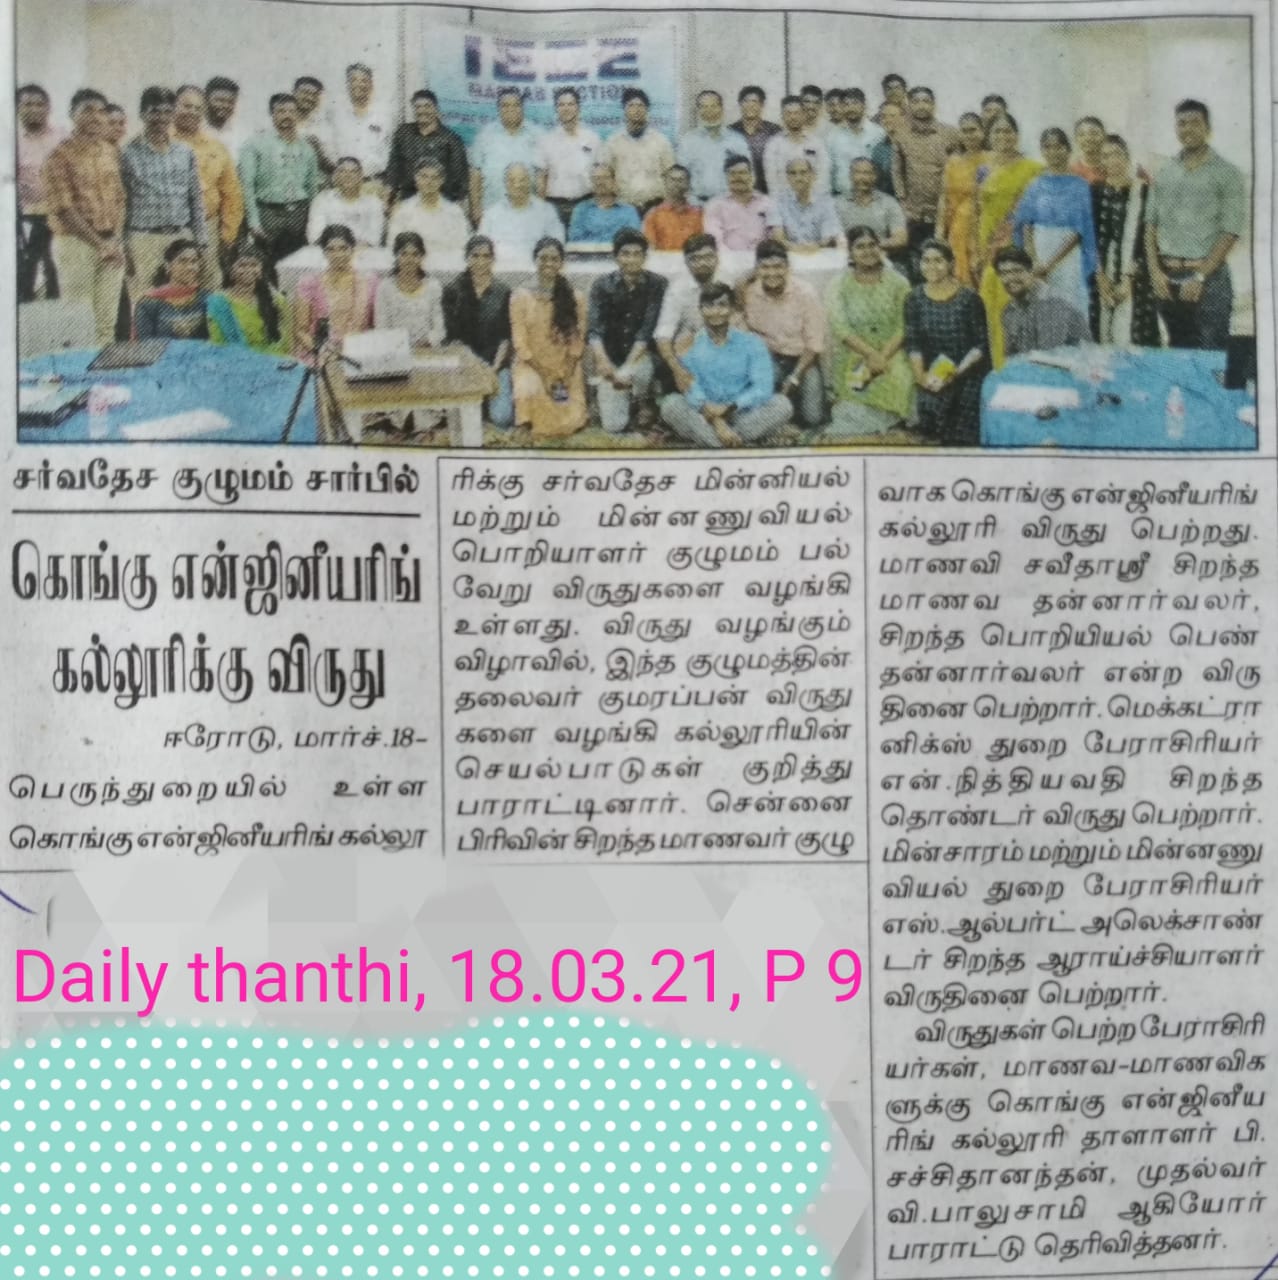 IEEE
MADRAS SECTION
சர்வதேச குழுமம் சார்பில்
கொங்கு என்ஜினீயரிங்
கல்லூரிக்கு விருது
ஈரோடு, மார்ச்.18-
பெருந்துறையில் உள்ள
கொங்கு என்ஜினீயரிங் கல்லூ
ரிக்கு சர்வதேச மின்னியல்
மற்றும் மின்னணுவியல்
பொறியாளர் குழுமம் பல்
வேறு விருதுகளை வழங்கி
உள்ளது. விருது வழங்கும்
விழாவில், இந்த குழுமத்தின்
தலைவர் குமரப்பன் விருது
களை வழங்கி கல்லூரியின்
செயல்பாடுகள் குறித்து
பாராட்டினார். சென்னை
பிரிவின் சிறந்த மாணவர் குழு
வாக கொங்கு என்ஜினீயரிங்
கல்லூரி விருது பெற்றது.
மாணவி சவீதாஸ்ரீ சிறந்த
மாணவ தன்னார்வலர்,
சிறந்த பொறியியல் பெண்
தன்னார்வலர் என்ற விரு
தினை பெற்றார். மெக்கட்ரா
னிக்ஸ் துறை பேராசிரியர்
என்.நித்தியவதி சிறந்த
தொண்டர் விருது பெற்றார்.
மின்சாரம் மற்றும் மின்னணு
வியல் துறை பேராசிரியர்
எஸ்.ஆல்பர்ட் அலெக்சாண்
டர் சிறந்த ஆராய்ச்சியாளர்
விருதினை பெற்றார்.
விருதுகள் பெற்ற பேராசிரி
யர்கள், மாணவ-மாணவிக
ளுக்கு கொங்கு என்ஜினீய
ரிங் கல்லூரி தாளாளர் பி.
சச்சிதானந்தன், முதல்வர்
வி.பாலுசாமி ஆகியோர்
பாராட்டு தெரிவித்தனர்.
Daily thanthi, 18.03.21, P 9